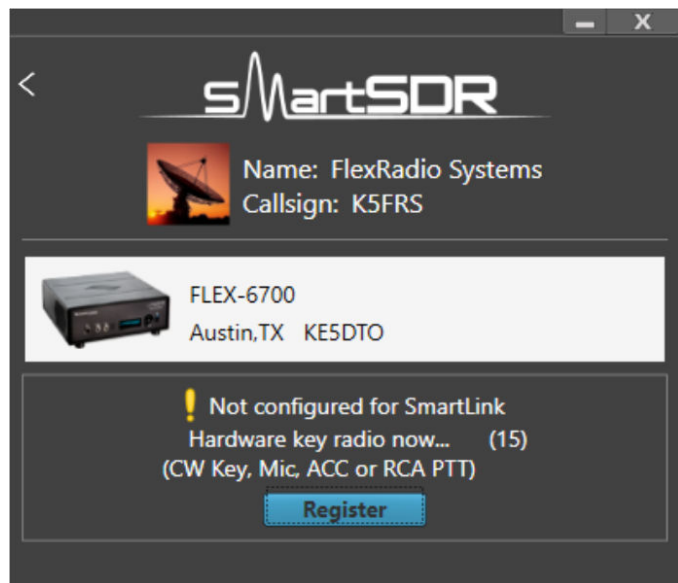 smartSDR
Name: FlexRadio Systems
Callsign: K5FRS
FLEX-6700
Austin,TX KE5DTO
Not configured for SmartLink
Hardware key radio now... (15)
(CW Key, Mic, ACC or RCA PTT)
Register